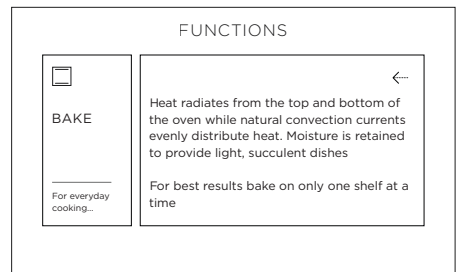 FUNCTIONS
BAKE
For everyday
cooking...
Heat radiates from the top and bottom of
the oven while natural convection currents
evenly distribute heat. Moisture is retained
to provide light, succulent dishes
For best results bake on only one shelf at a
time